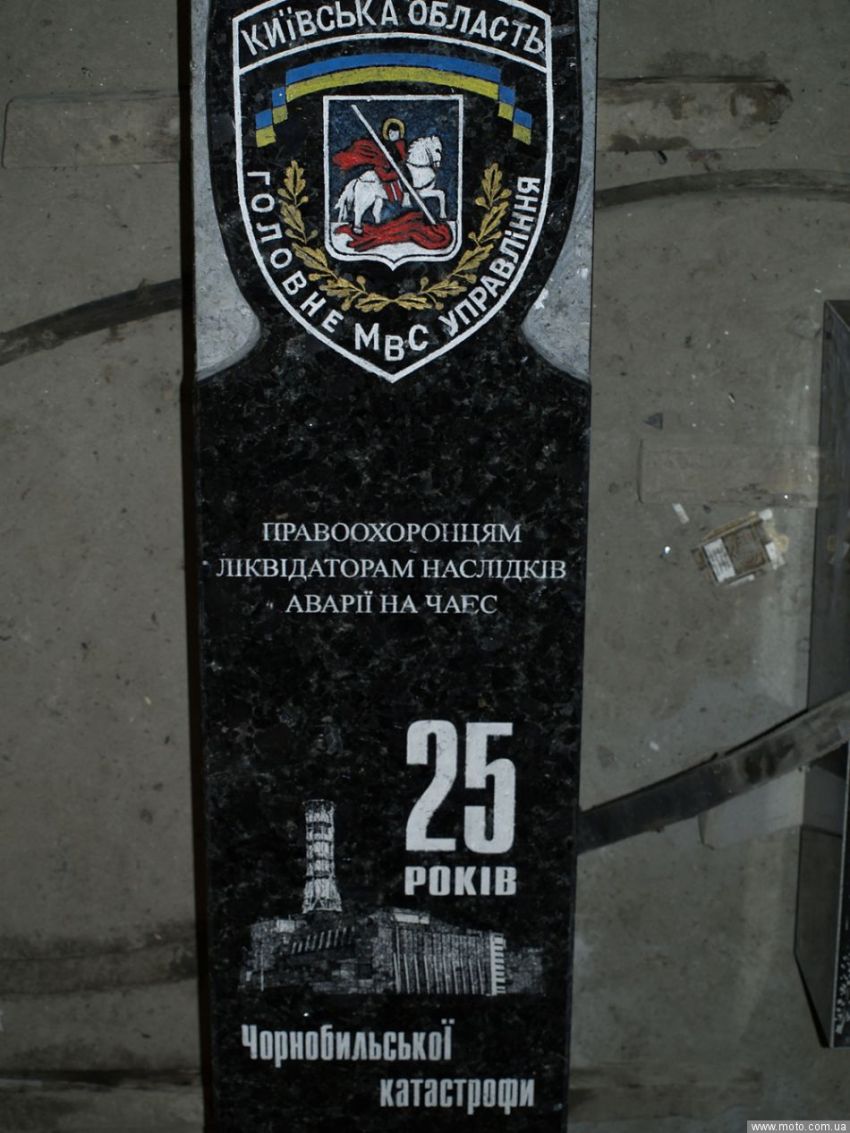 КИЇВСЬКА ОБЛАСТЬ
ГОЛОВНЕ УПРАВЛІННЯ
МВС
ПРАВООХОРОНЦЯМ
ЛІКВІДАТОРАМ НАСЛІДКІВ
АВАРІЇ НА ЧАЕС
25
РОКІВ
Чорнобильської
катастрофи
www.moto.com.ua